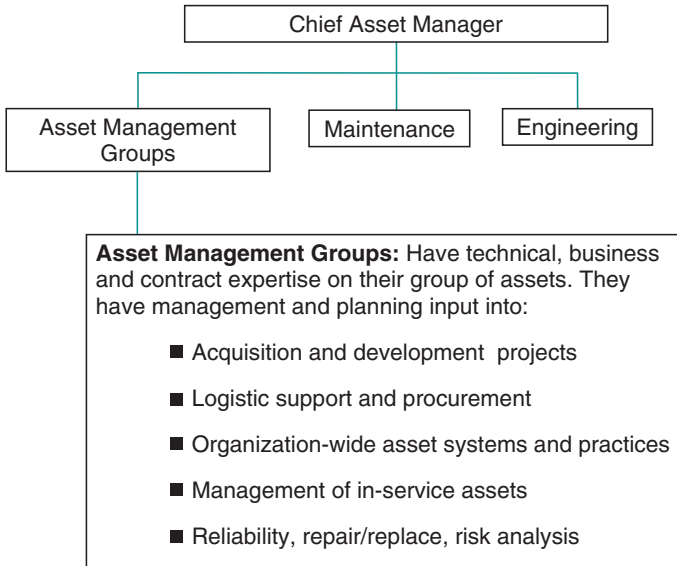 Chief Asset Manager
Asset Management
Groups
Maintenance
Engineering
Asset Management Groups: Have technical, business
and contract expertise on their group of assets. They
have management and planning input into:
■ Acquisition and development projects
■ Logistic support and procurement
■ Organization-wide asset systems and practices
■ Management of in-service assets
■ Reliability, repair/replace, risk analysis